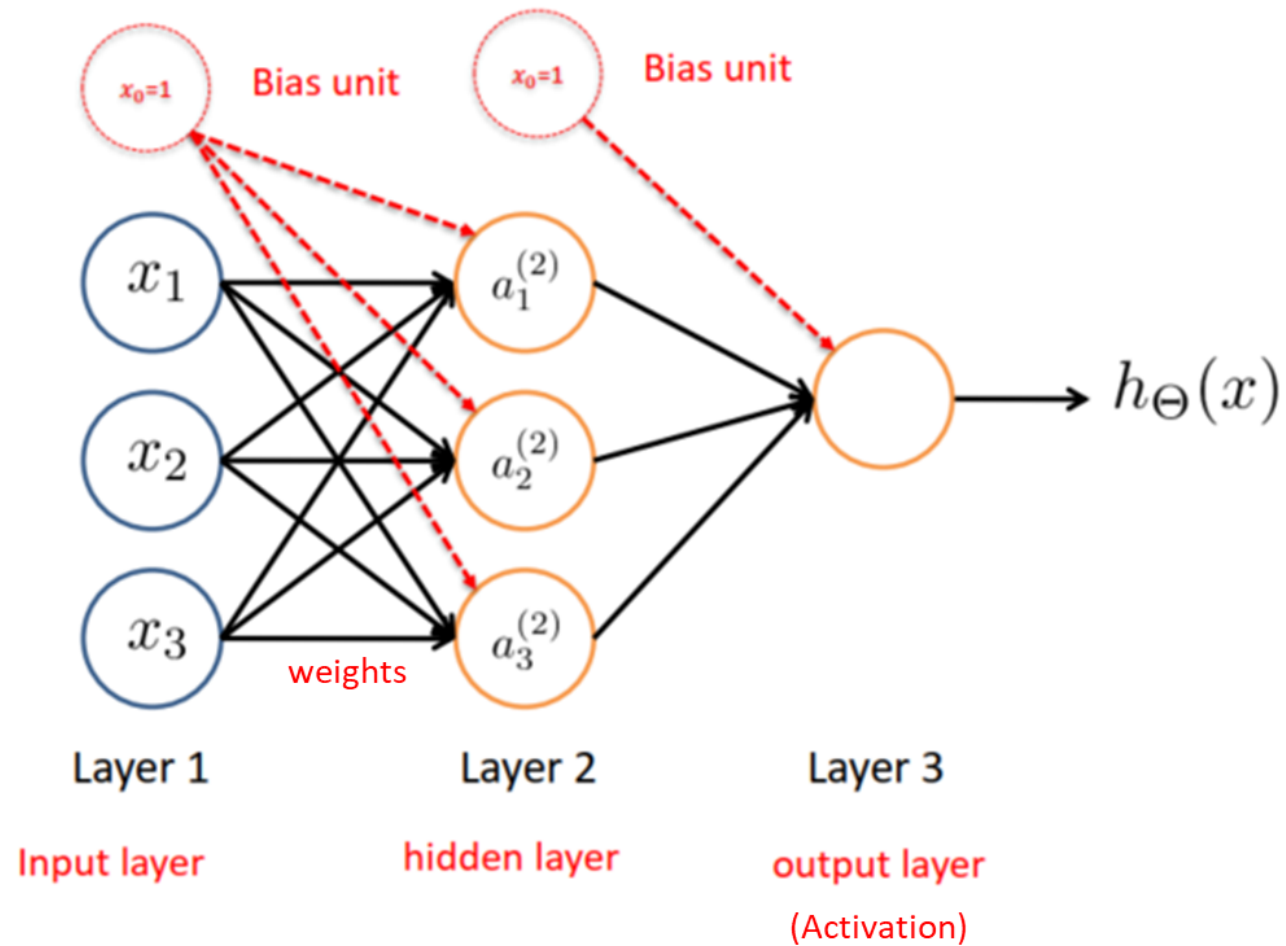 x₀=1
Bias unit
x₀=1
Bias unit
x₁
a₁⁽²⁾
x₂
a₂⁽²⁾
h_Θ(x)
x₃
a₃⁽²⁾
weights
Layer 1
Layer 2
Layer 3
Input layer
hidden layer
output layer
(Activation)